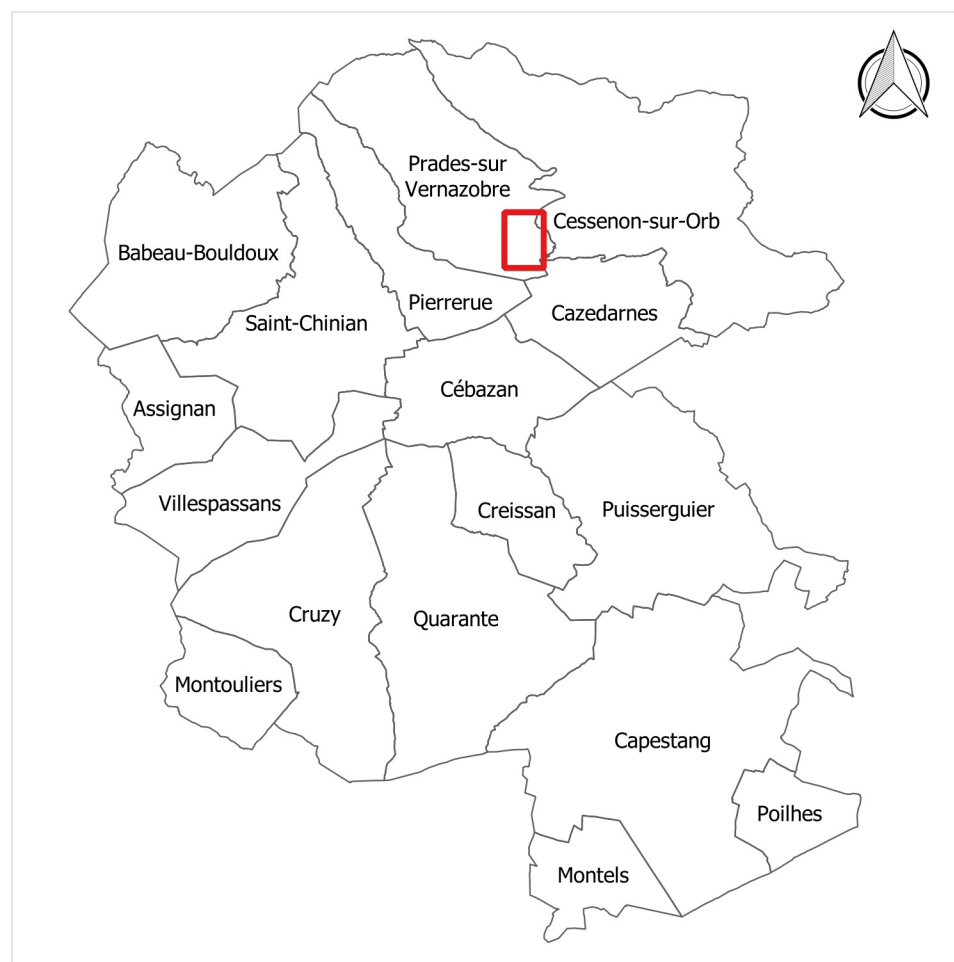 Prades-sur
Vernazobre
Cessenon-sur-Orb
Babeau-Bouldoux
Pierrerue
Cazedarnes
Saint-Chinian
Cébazan
Assignan
Villespassans
Creissan
Puisserguier
Cruzy
Quarante
Montouliers
Capestang
Poilhes
Montels